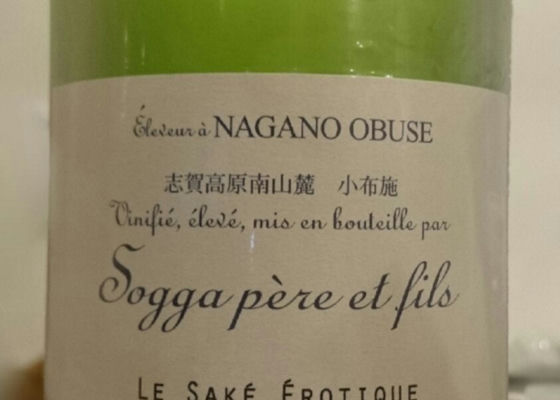 Éleveur à NAGANO OBUSE
志賀高原南山麓　小布施
Vinifié, élevé, mis en bouteille par
Sogga père et fils
LE SAKÉ ÉROTIQUE